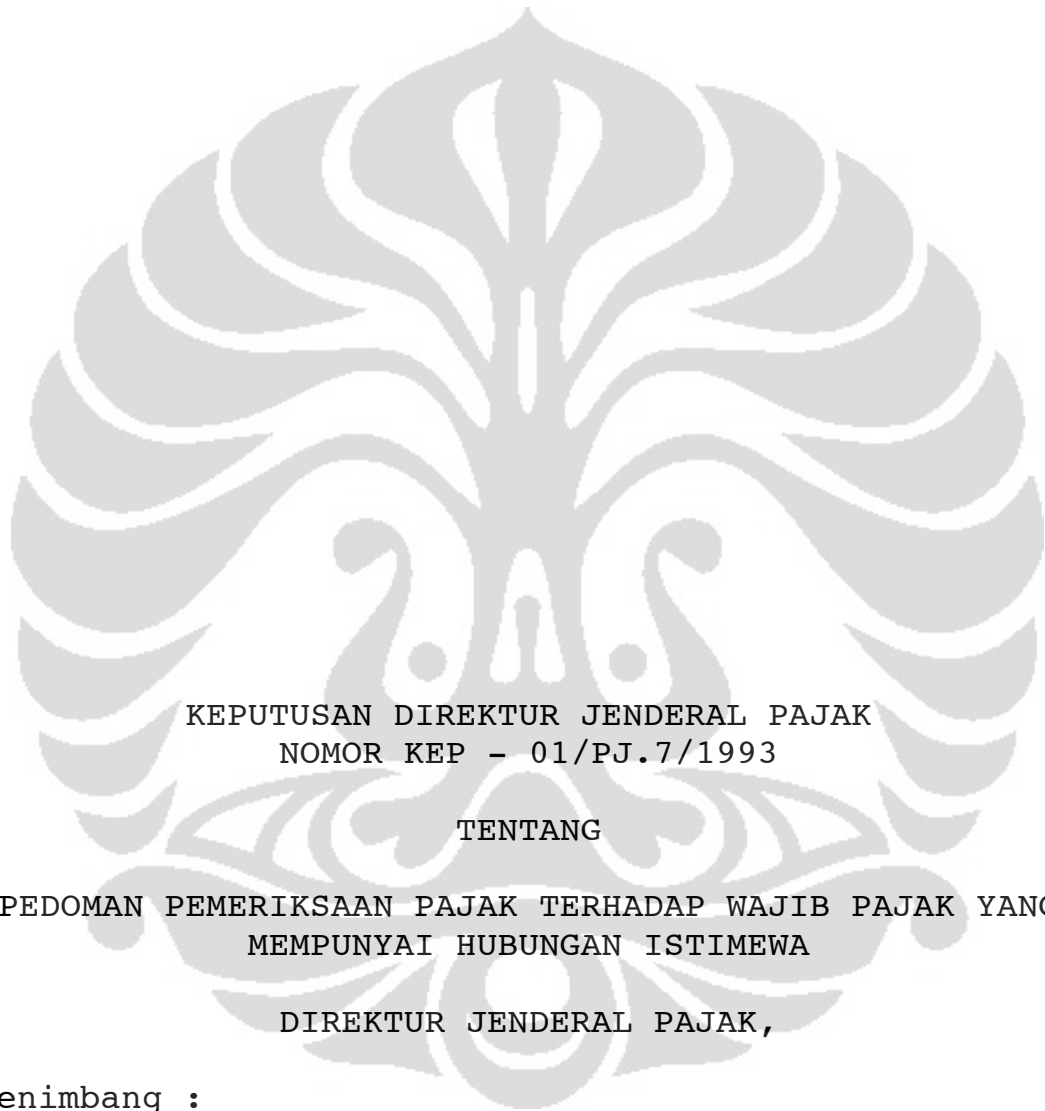 KEPUTUSAN DIREKTUR JENDERAL PAJAK
NOMOR KEP - 01/PJ.7/1993
TENTANG
PEDOMAN PEMERIKSAAN PAJAK TERHADAP WAJIB PAJAK YANG
MEMPUNYAI HUBUNGAN ISTIMEWA
DIREKTUR JENDERAL PAJAK,
enimbang :